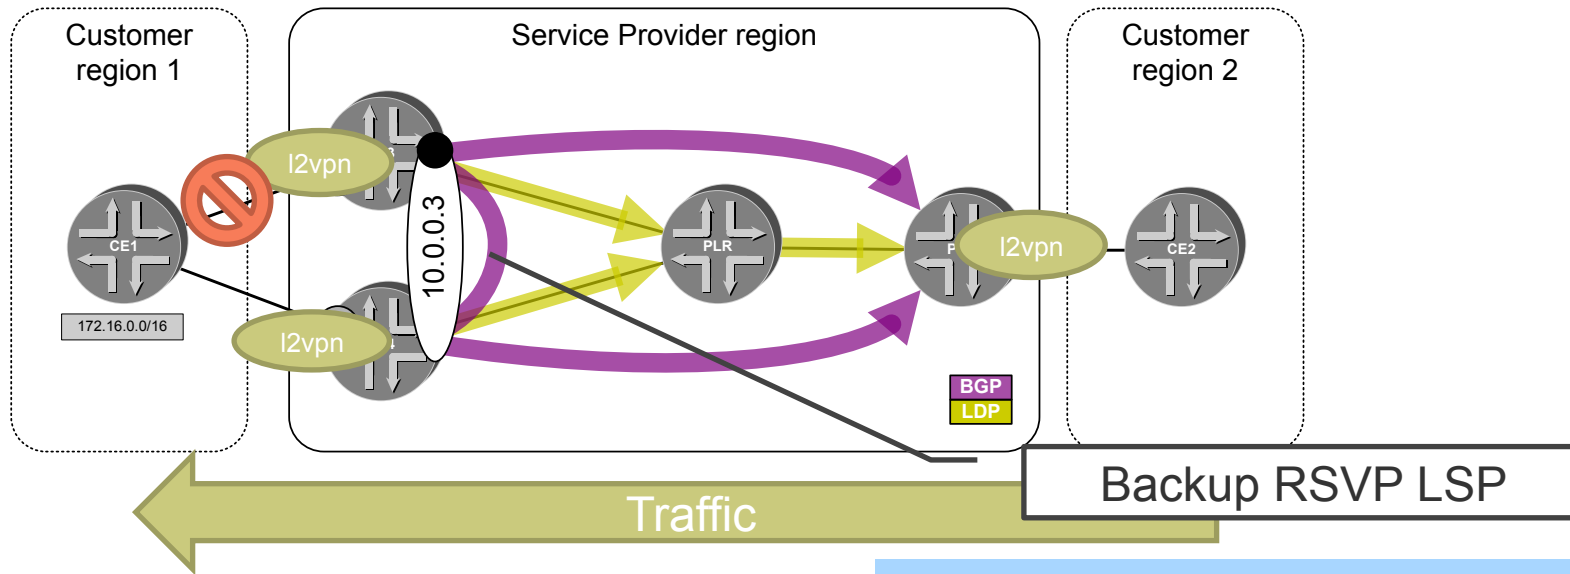 Customer
region 1
Service Provider region
Customer
region 2
l2vpn
10.0.0.3
CE1
PLR
l2vpn
CE2
172.16.0.0/16
l2vpn
BGP
LDP
Backup RSVP LSP
Traffic